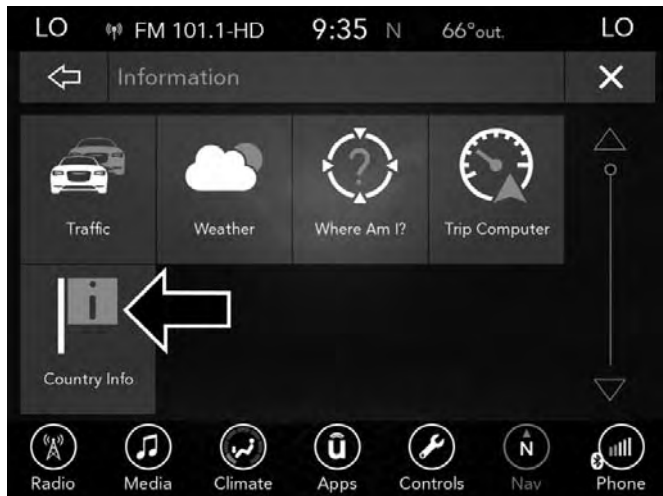 LO FM 101.1-HD 9:35 N 66°out. LO
Information
Traffic Weather Where Am I? Trip Computer
Country Info
Radio Media Climate Apps Controls Nav Phone